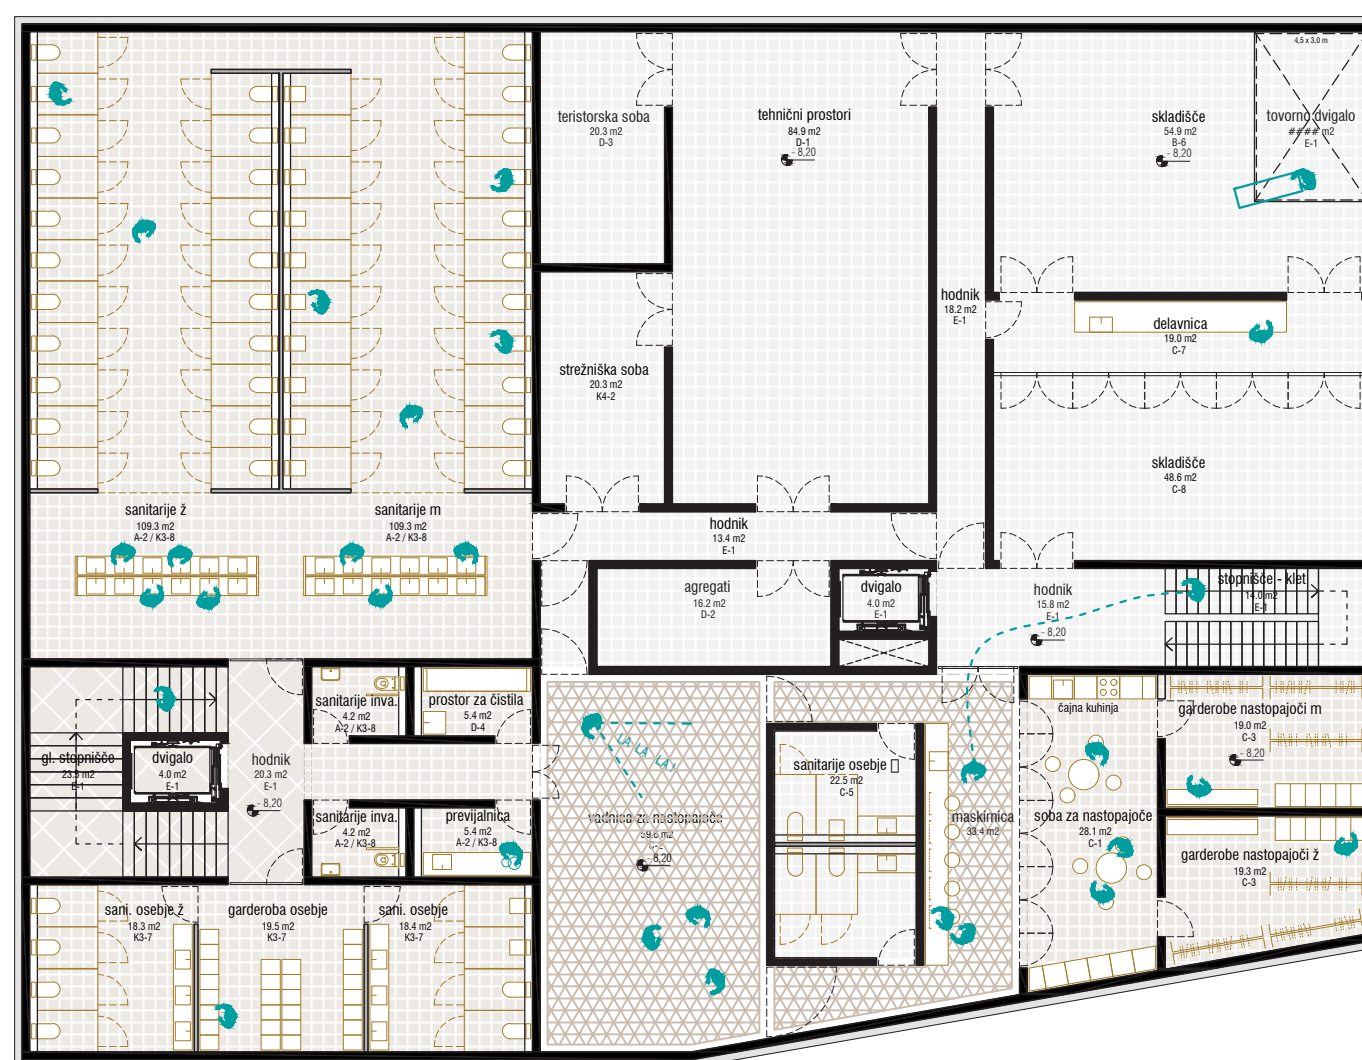 4,5 x 3,0 m
teristorska soba
20.3 m2
D-3
tehnični prostori
84.9 m2
D-1
- 8,20
skladišče
54.9 m2
B-6
- 8,20
tovorno dvigalo
#### m2
E-1
hodnik
18.2 m2
E-1
delavnica
19.0 m2
C-7
strežniška soba
20.3 m2
K4-2
skladišče
48.6 m2
C-8
sanitarije ž
109.3 m2
A-2 / K3-8
sanitarije m
109.3 m2
A-2 / K3-8
hodnik
13.4 m2
E-1
agregati
16.2 m2
D-2
dvigalo
4.0 m2
E-1
hodnik
15.8 m2
E-1
- 8,20
stopnišče - klet
14.0 m2
E-1
sanitarije inva.
4.2 m2
A-2 / K3-8
prostor za čistila
5.4 m2
D-4
čajna kuhinja
garderobe nastopajoči m
19.0 m2
C-3
- 8,20
gl. stopnišče
E-1
dvigalo
4.0 m2
E-1
hodnik
20.3 m2
E-1
- 8,20
LA LA LA!
sanitarije osebje
22.5 m2
C-5
sanitarije inva.
4.2 m2
A-2 / K3-8
previjalnica
5.4 m2
A-2 / K3-8
vadnica za nastopajoče
- 8,20
maskirnica
33.4 m2
soba za nastopajoče
28.1 m2
C-1
garderobe nastopajoči ž
19.3 m2
C-3
sani. osebje ž
18.3 m2
K3-7
garderoba osebje
19.5 m2
K3-7
sani. osebje
18.4 m2
K3-7